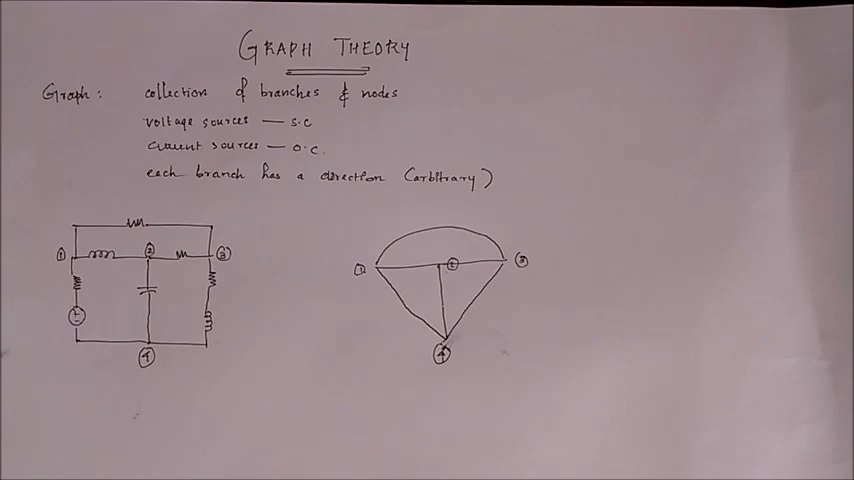 GRAPH THEORY
Graph : collection of branches & nodes
voltage sources — s.c
current sources — o.c.
each branch has a direction (arbitrary)
1 2 3
+
-
4
1 2 3
4